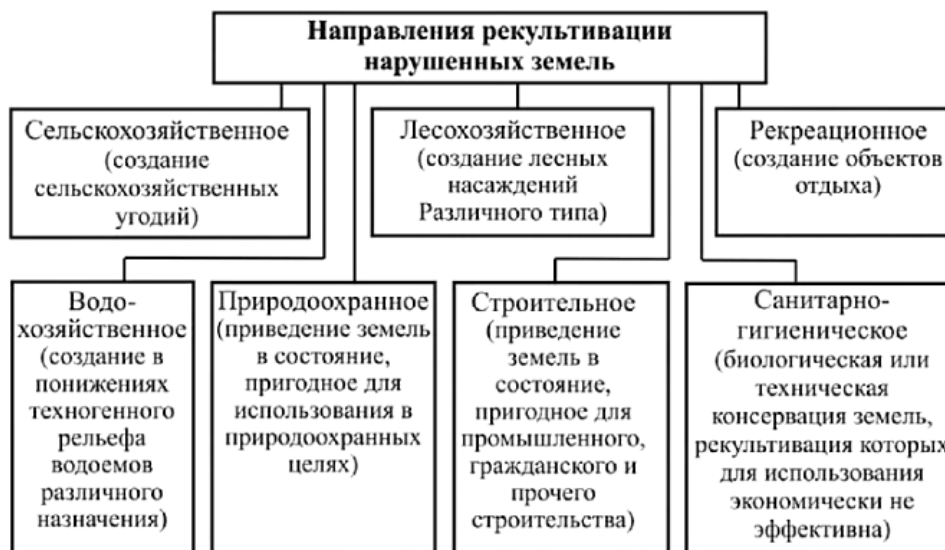 Направления рекультивации
нарушенных земель
Сельскохозяйственное
(создание
сельскохозяйственных
угодий)
Лесохозяйственное
(создание лесных
насаждений
Различного типа)
Рекреационное
(создание объектов
отдыха)
Водо-
хозяйственное
(создание в
понижениях
техногенного
рельефа
водоемов
различного
назначения)
Природоохранное
(приведение земель
в состояние,
пригодное для
использования в
природоохранных
целях)
Строительное
(приведение
земель в
состояние,
пригодное для
промышленного,
гражданского и
прочего
строительства)
Санитарно-
гигиеническое
(биологическая или
техническая
консервация земель,
рекультивация которых
для использования
экономически не
эффективна)